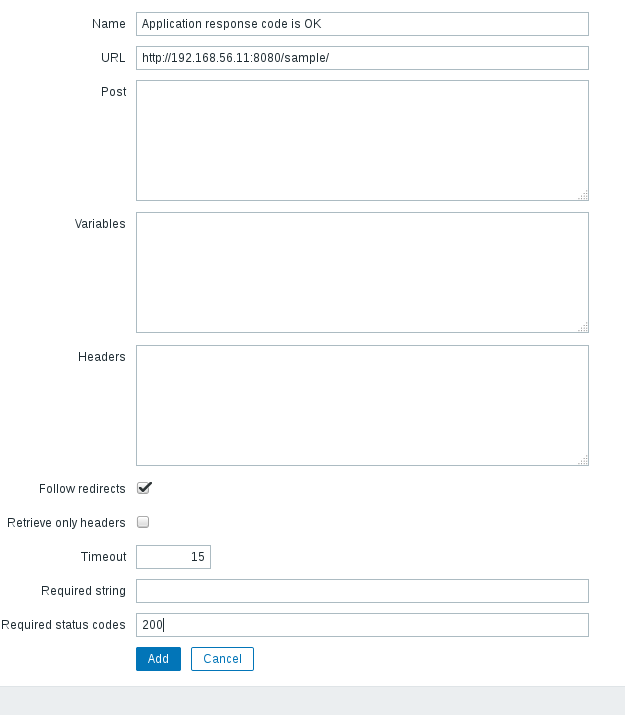 Name Application response code is OK
URL http://192.168.56.11:8080/sample/
Post
Variables
Headers
Follow redirects
Retrieve only headers
Timeout 15
Required string
Required status codes 200
Add Cancel